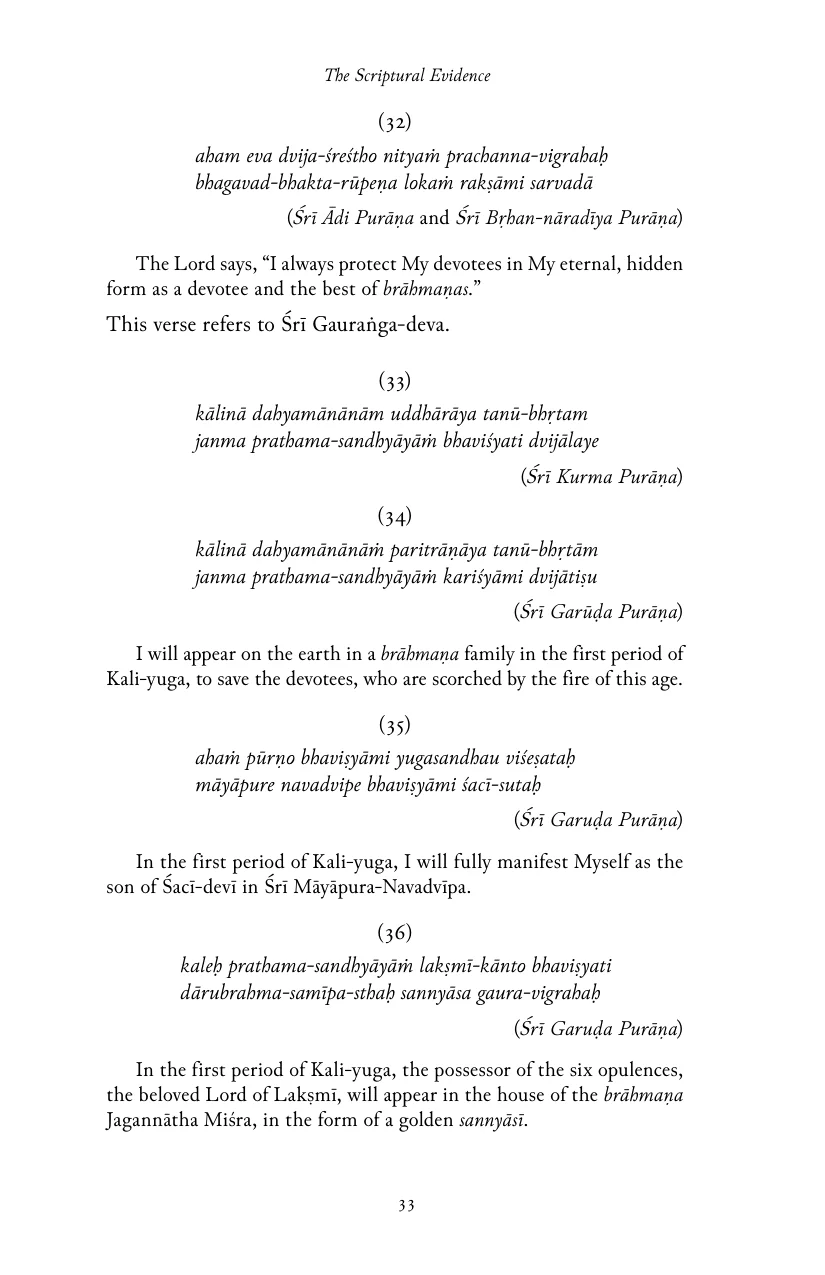 The Scriptural Evidence
(32)
aham eva dvija-śreśtho nityaṁ prachanna-vigrahaḥ
bhagavad-bhakta-rūpeṇa lokaṁ rakṣāmi sarvadā
(Śrī Ādi Purāṇa and Śrī Bṛhan-nāradīya Purāṇa)
The Lord says, “I always protect My devotees in My eternal, hidden
form as a devotee and the best of brāhmaṇas.”
This verse refers to Śrī Gauraṅga-deva.
(33)
kālinā dahyamānānām uddhārāya tanū-bhṛtam
janma prathama-sandhyāyāṁ bhaviśyati dvijālaye
(Śrī Kurma Purāṇa)
(34)
kālinā dahyamānānāṁ paritrāṇāya tanū-bhṛtām
janma prathama-sandhyāyāṁ kariśyāmi dvijātiṣu
(Śrī Garūḍa Purāṇa)
I will appear on the earth in a brāhmaṇa family in the first period of
Kali-yuga, to save the devotees, who are scorched by the fire of this age.
(35)
ahaṁ pūrṇo bhaviṣyāmi yugasandhau viśeṣataḥ
māyāpure navadvipe bhaviṣyāmi śacī-sutaḥ
(Śrī Garuḍa Purāṇa)
In the first period of Kali-yuga, I will fully manifest Myself as the
son of Śacī-devī in Śrī Māyāpura-Navadvīpa.
(36)
kaleḥ prathama-sandhyāyāṁ lakṣmī-kānto bhaviṣyati
dārubrahma-samīpa-sthaḥ sannyāsa gaura-vigrahaḥ
(Śrī Garuḍa Purāṇa)
In the first period of Kali-yuga, the possessor of the six opulences,
the beloved Lord of Lakṣmī, will appear in the house of the brāhmaṇa
Jagannātha Miśra, in the form of a golden sannyāsī.
33